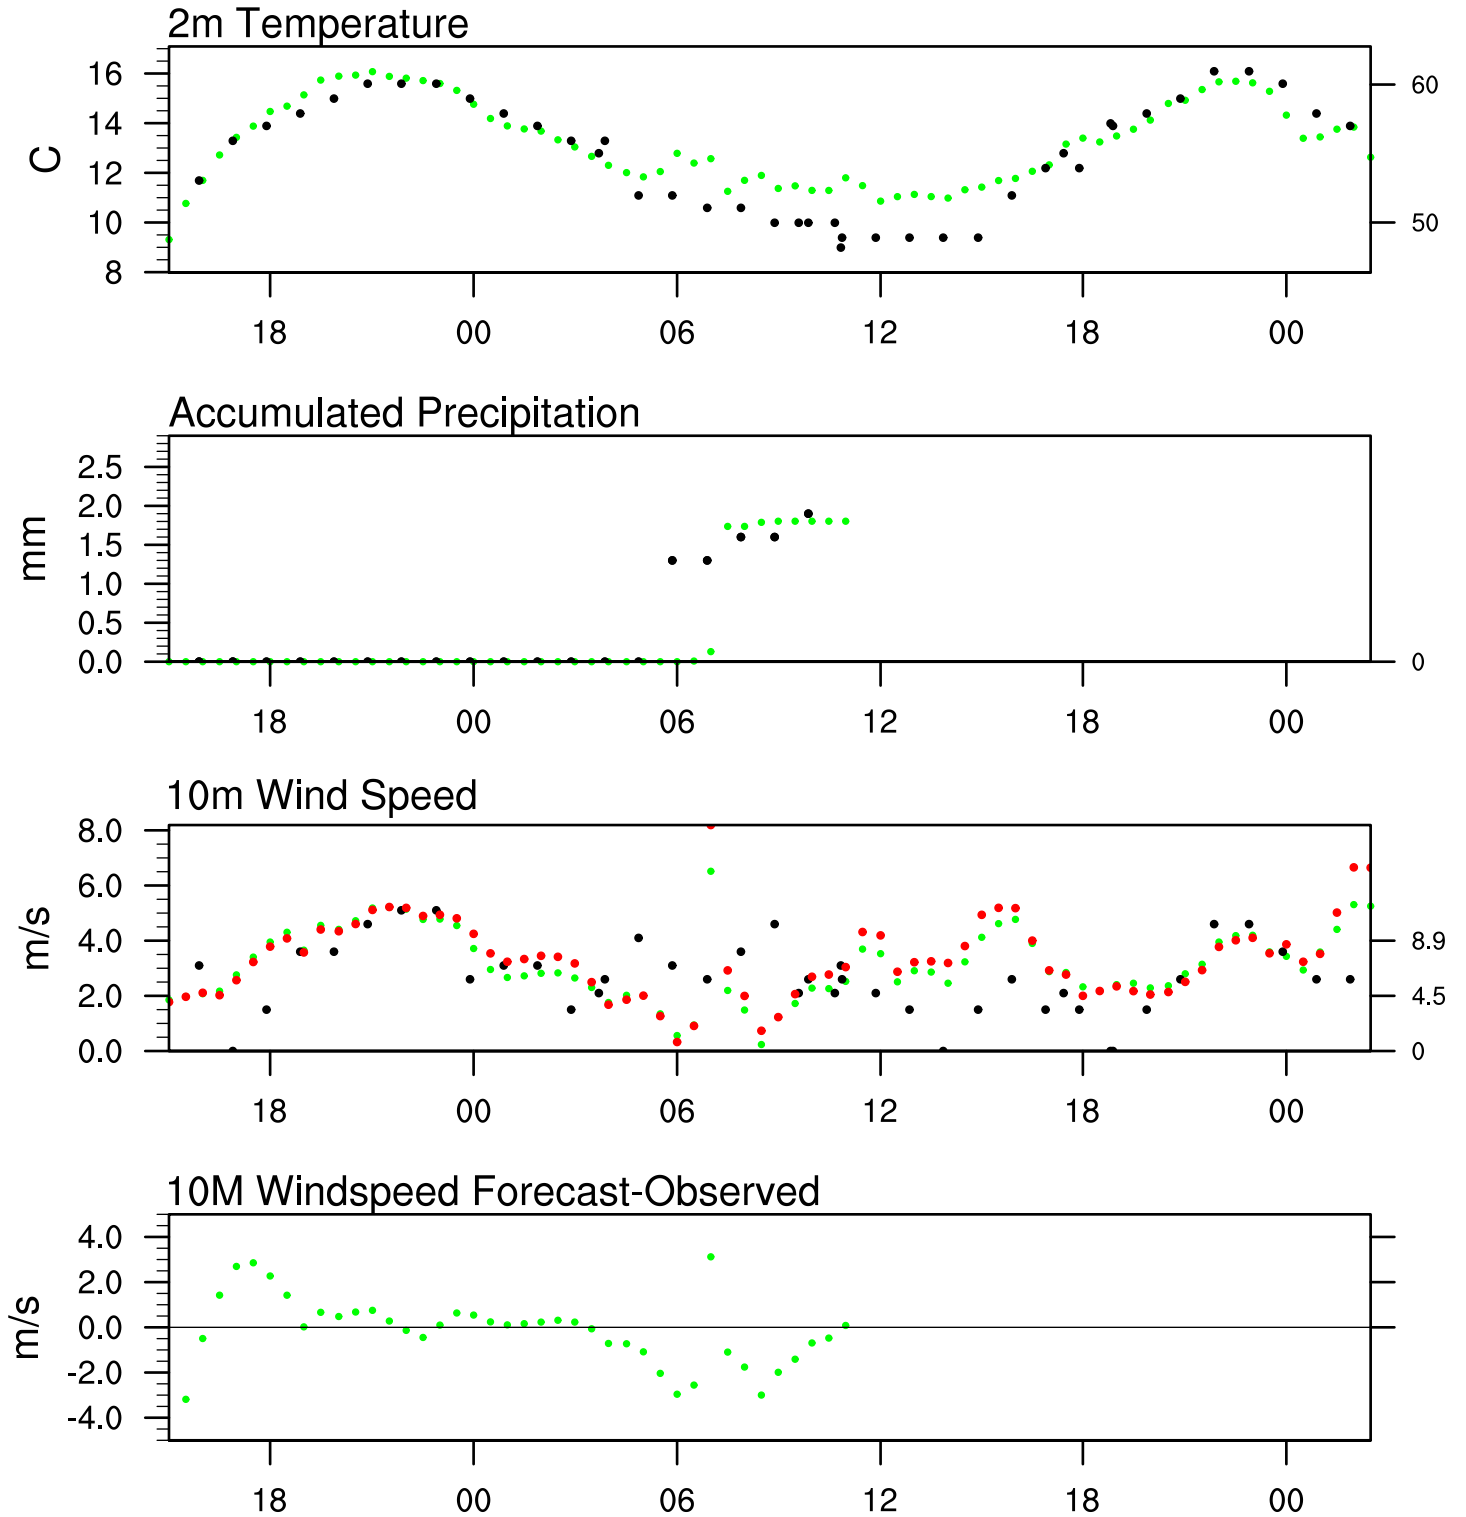 2m Temperature
16
14
12
10
8
C
60
50
18 00 06 12 18 00
Accumulated Precipitation
2.5
2.0
1.5
1.0
0.5
0.0
mm
0
18 00 06 12 18 00
10m Wind Speed
8.0
6.0
4.0
2.0
0.0
m/s
8.9
4.5
0
18 00 06 12 18 00
10M Windspeed Forecast-Observed
4.0
2.0
0.0
-2.0
-4.0
m/s
18 00 06 12 18 00